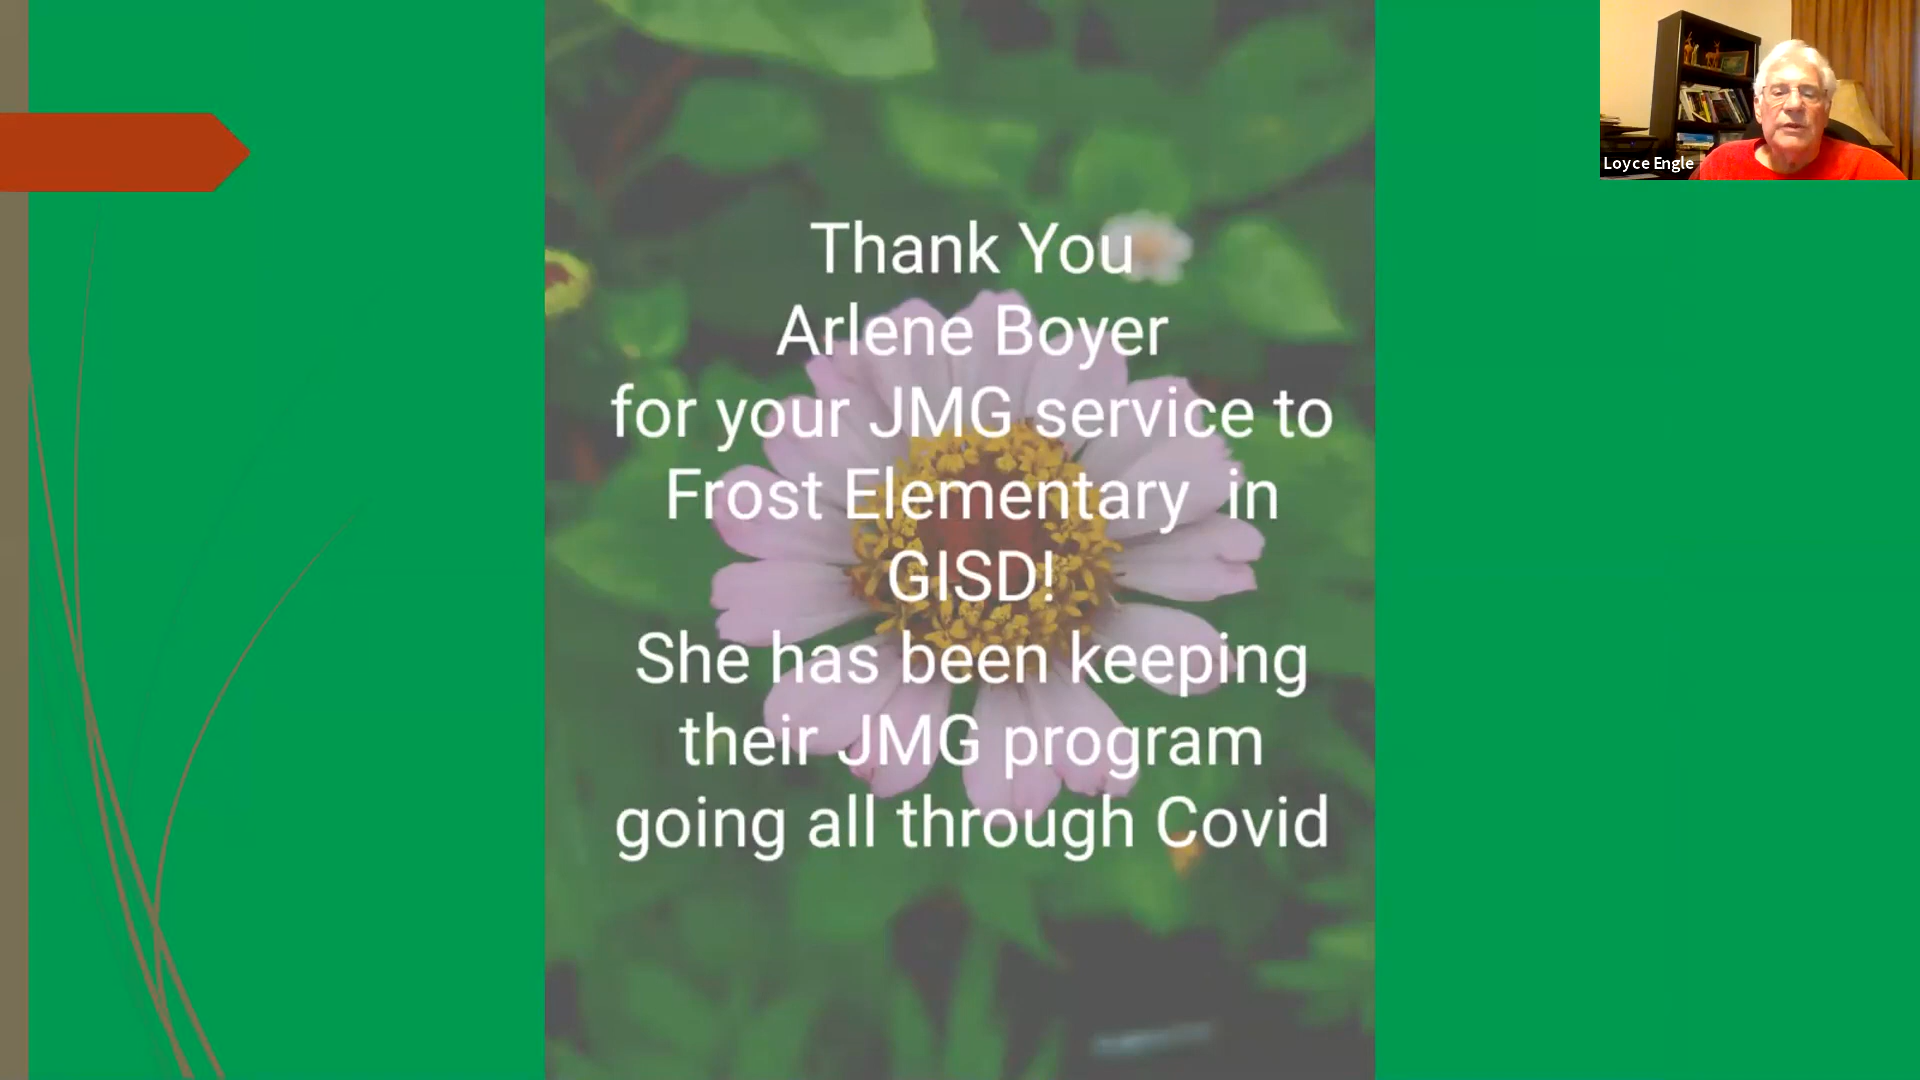 Thank You
Arlene Boyer
for your JMG service to
Frost Elementary in
GISD!
She has been keeping
their JMG program
going all through Covid
Loyce Engle